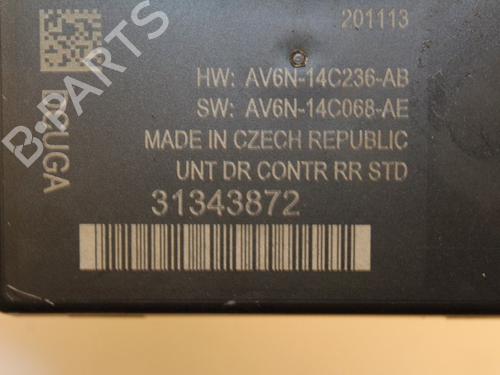 201113
HW: AV6N-14C236-AB
SW: AV6N-14C068-AE
MADE IN CZECH REPUBLIC
UNT DR CONTR RR STD
31343872
B-PARTS